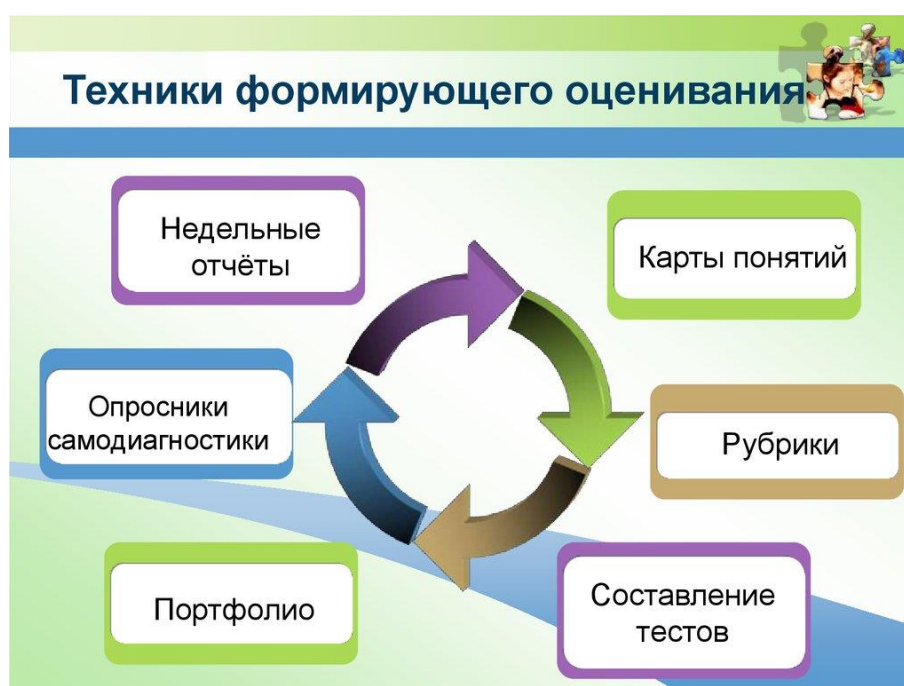 Техники формирующего оценивания
Недельные
отчёты
Карты понятий
Опросники
самодиагностики
Рубрики
Портфолио
Составление
тестов